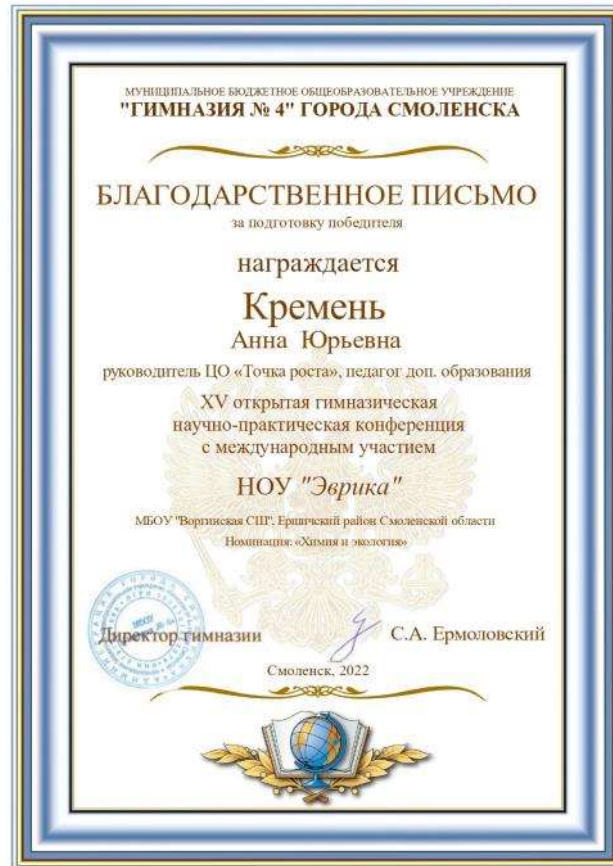 МУНИЦИПАЛЬНОЕ БЮДЖЕТНОЕ ОБЩЕОБРАЗОВАТЕЛЬНОЕ УЧРЕЖДЕНИЕ
"ГИМНАЗИЯ № 4" ГОРОДА СМОЛЕНСКА
БЛАГОДАРСТВЕННОЕ ПИСЬМО
за подготовку победителя
награждается
Кремень
Анна Юрьевна
руководитель ЦО «Точка роста», педагог доп. образования
XV открытая гимназическая
научно-практическая конференция
с международным участием
НОУ "Эврика"
МБОУ "Воргинская СШ", Ершичский район Смоленской области
Номинация: «Химия и экология»
Директор гимназии
С.А. Ермоловский
Смоленск, 2022